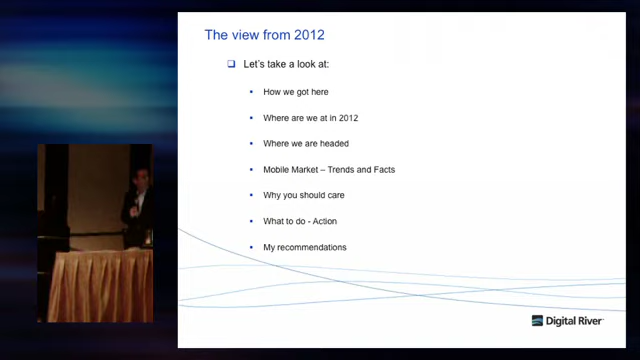 The view from 2012
Let's take a look at:
How we got here
Where are we at in 2012
Where we are headed
Mobile Market – Trends and Facts
Why you should care
What to do - Action
My recommendations
Digital River